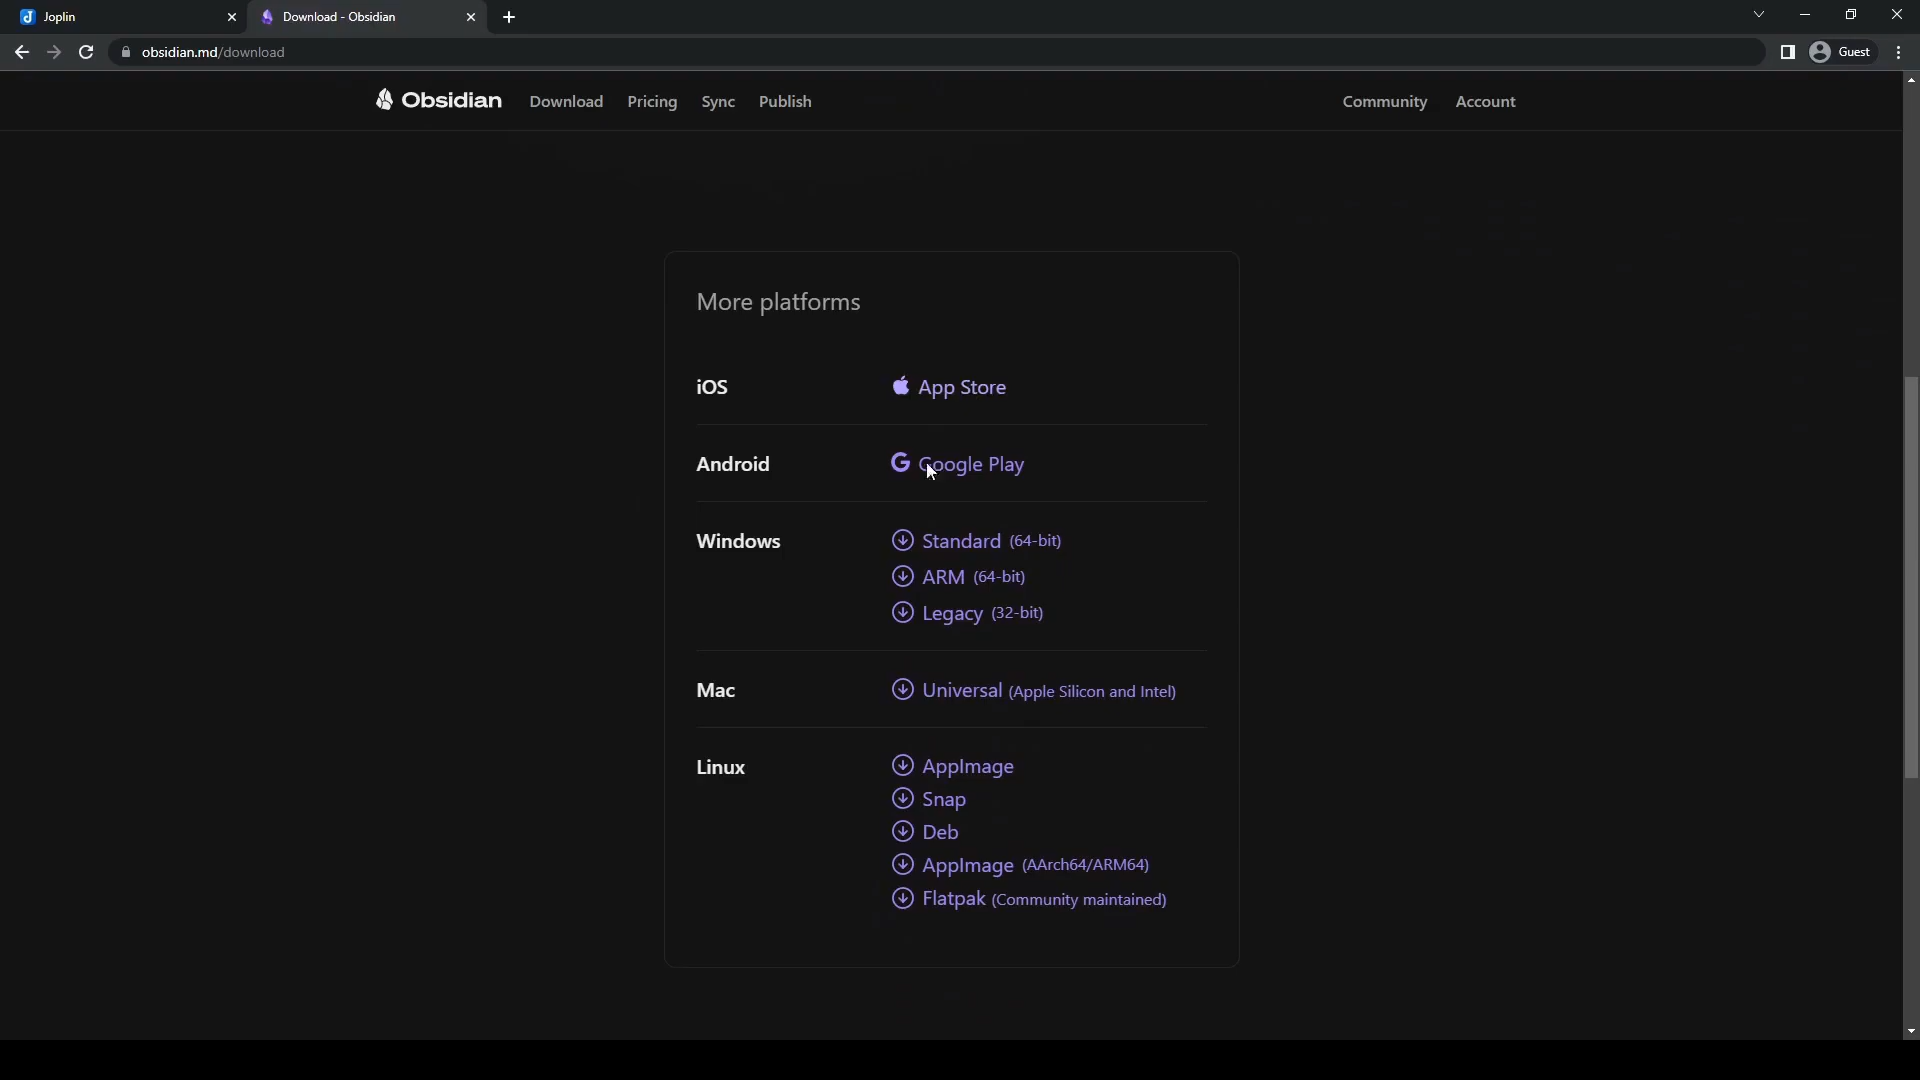 Joplin
Download - Obsidian
obsidian.md/download
Guest
Obsidian Download Pricing Sync Publish Community Account
More platforms
iOS App Store
Android Google Play
Windows Standard (64-bit)
ARM (64-bit)
Legacy (32-bit)
Mac Universal (Apple Silicon and Intel)
Linux AppImage
Snap
Deb
AppImage (AArch64/ARM64)
Flatpak (Community maintained)